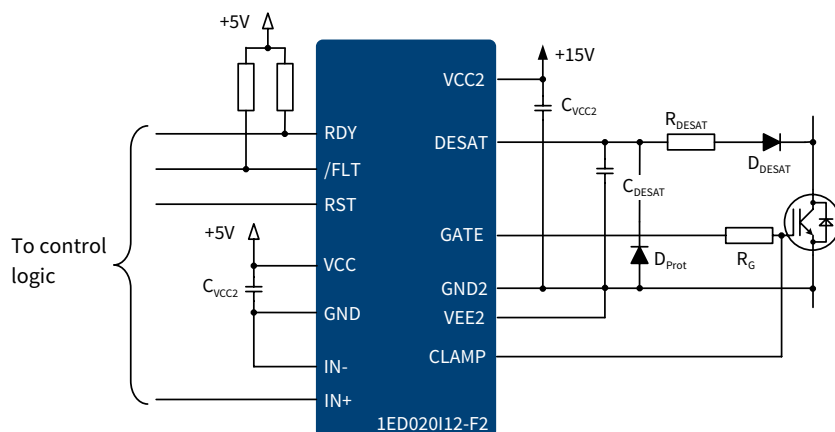 +5V
+15V
VCC2
C_VCC2
R_DESAT
RDY
DESAT
D_DESAT
/FLT
C_DESAT
RST
+5V
GATE
To control
logic
VCC
D_Prot
R_G
C_VCC2
GND2
GND
VEE2
CLAMP
IN-
IN+
1ED020I12-F2